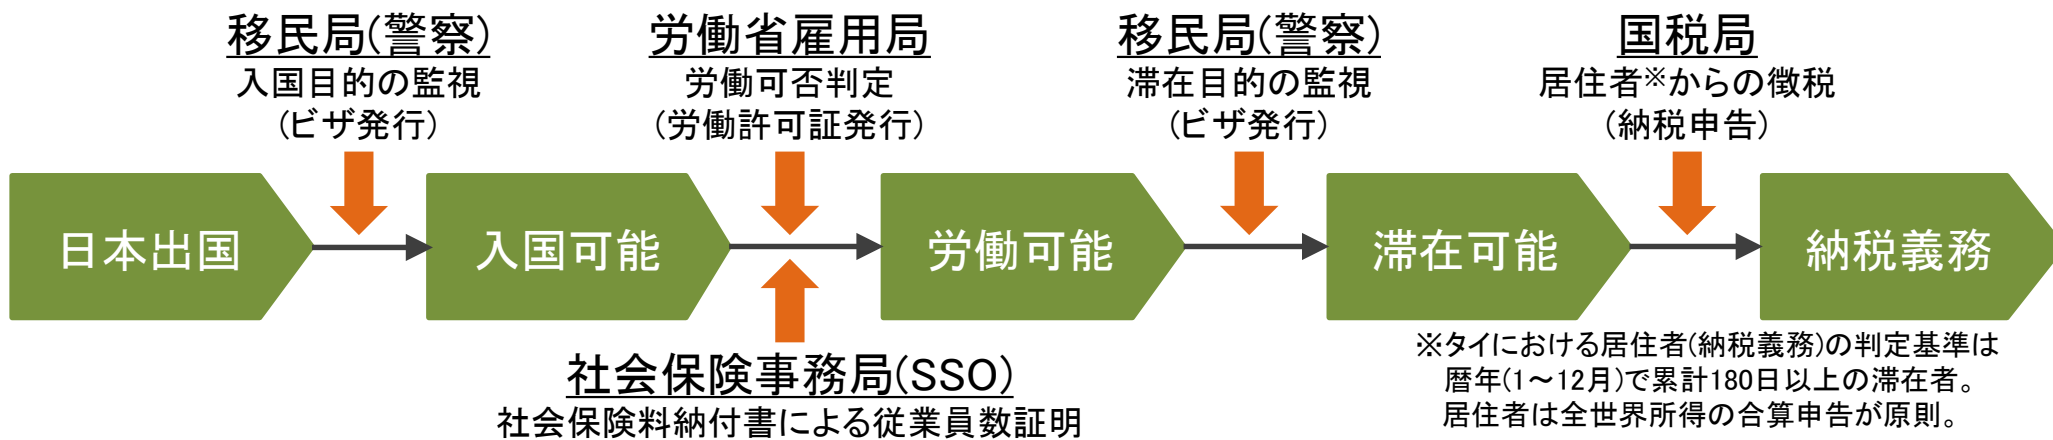 移民局(警察)
入国目的の監視
(ビザ発行)
労働省雇用局
労働可否判定
(労働許可証発行)
移民局(警察)
滞在目的の監視
(ビザ発行)
国税局
居住者※からの徴税
(納税申告)
日本出国
入国可能
労働可能
滞在可能
納税義務
社会保険事務局(SSO)
社会保険料納付書による従業員数証明
※タイにおける居住者(納税義務)の判定基準は
暦年(1～12月)で累計180日以上の滞在者。
居住者は全世界所得の合算申告が原則。